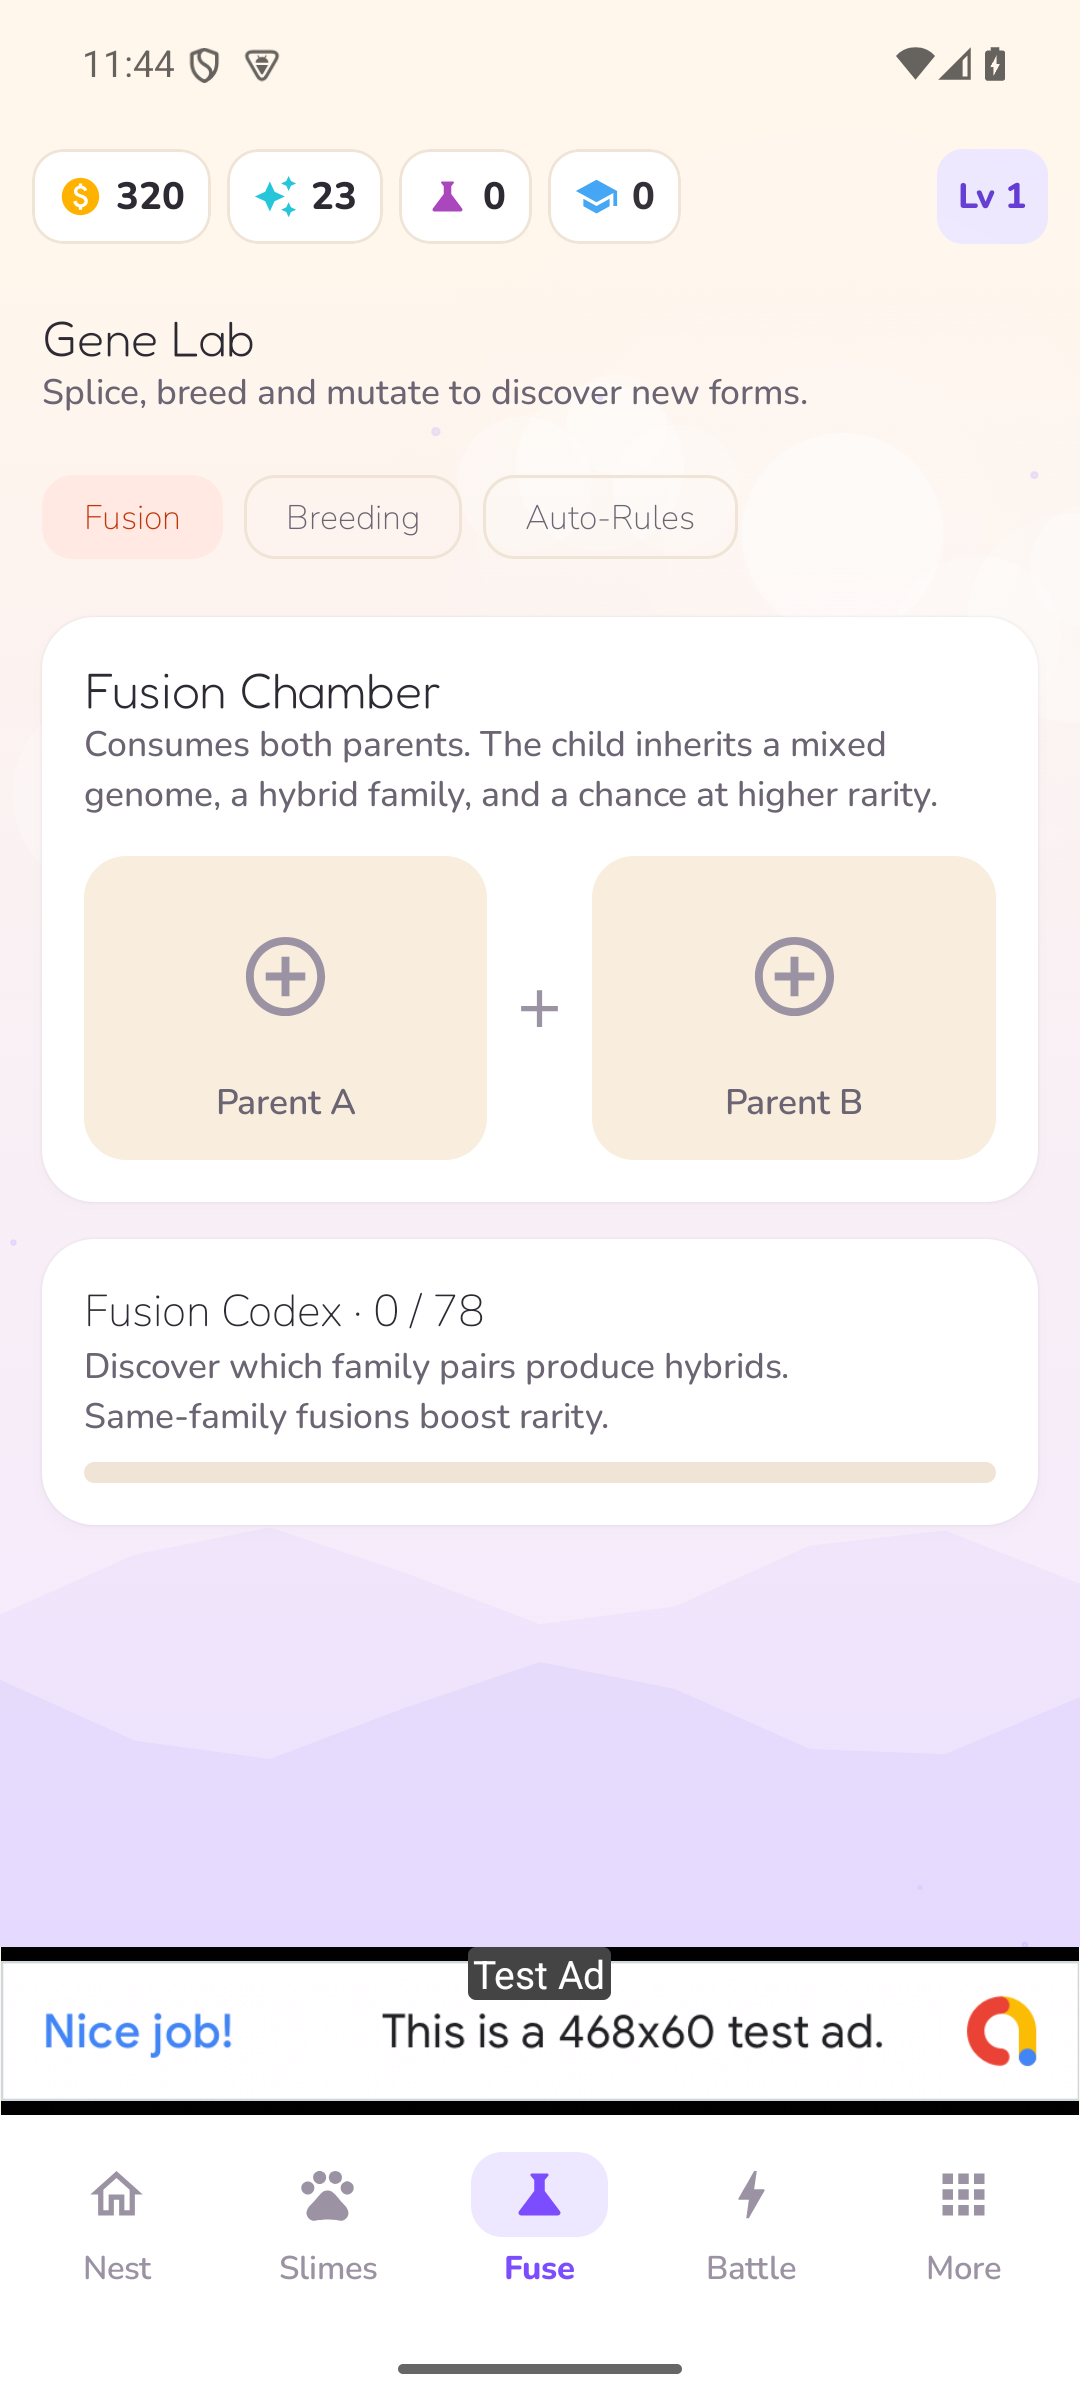 11:44
320
23
0
0
Lv 1
Gene Lab
Splice, breed and mutate to discover new forms.
Fusion
Breeding
Auto-Rules
Fusion Chamber
Consumes both parents. The child inherits a mixed
genome, a hybrid family, and a chance at higher rarity.
Parent A
+
Parent B
Fusion Codex · 0 / 78
Discover which family pairs produce hybrids.
Same-family fusions boost rarity.
Test Ad
Nice job!
This is a 468x60 test ad.
Nest
Slimes
Fuse
Battle
More